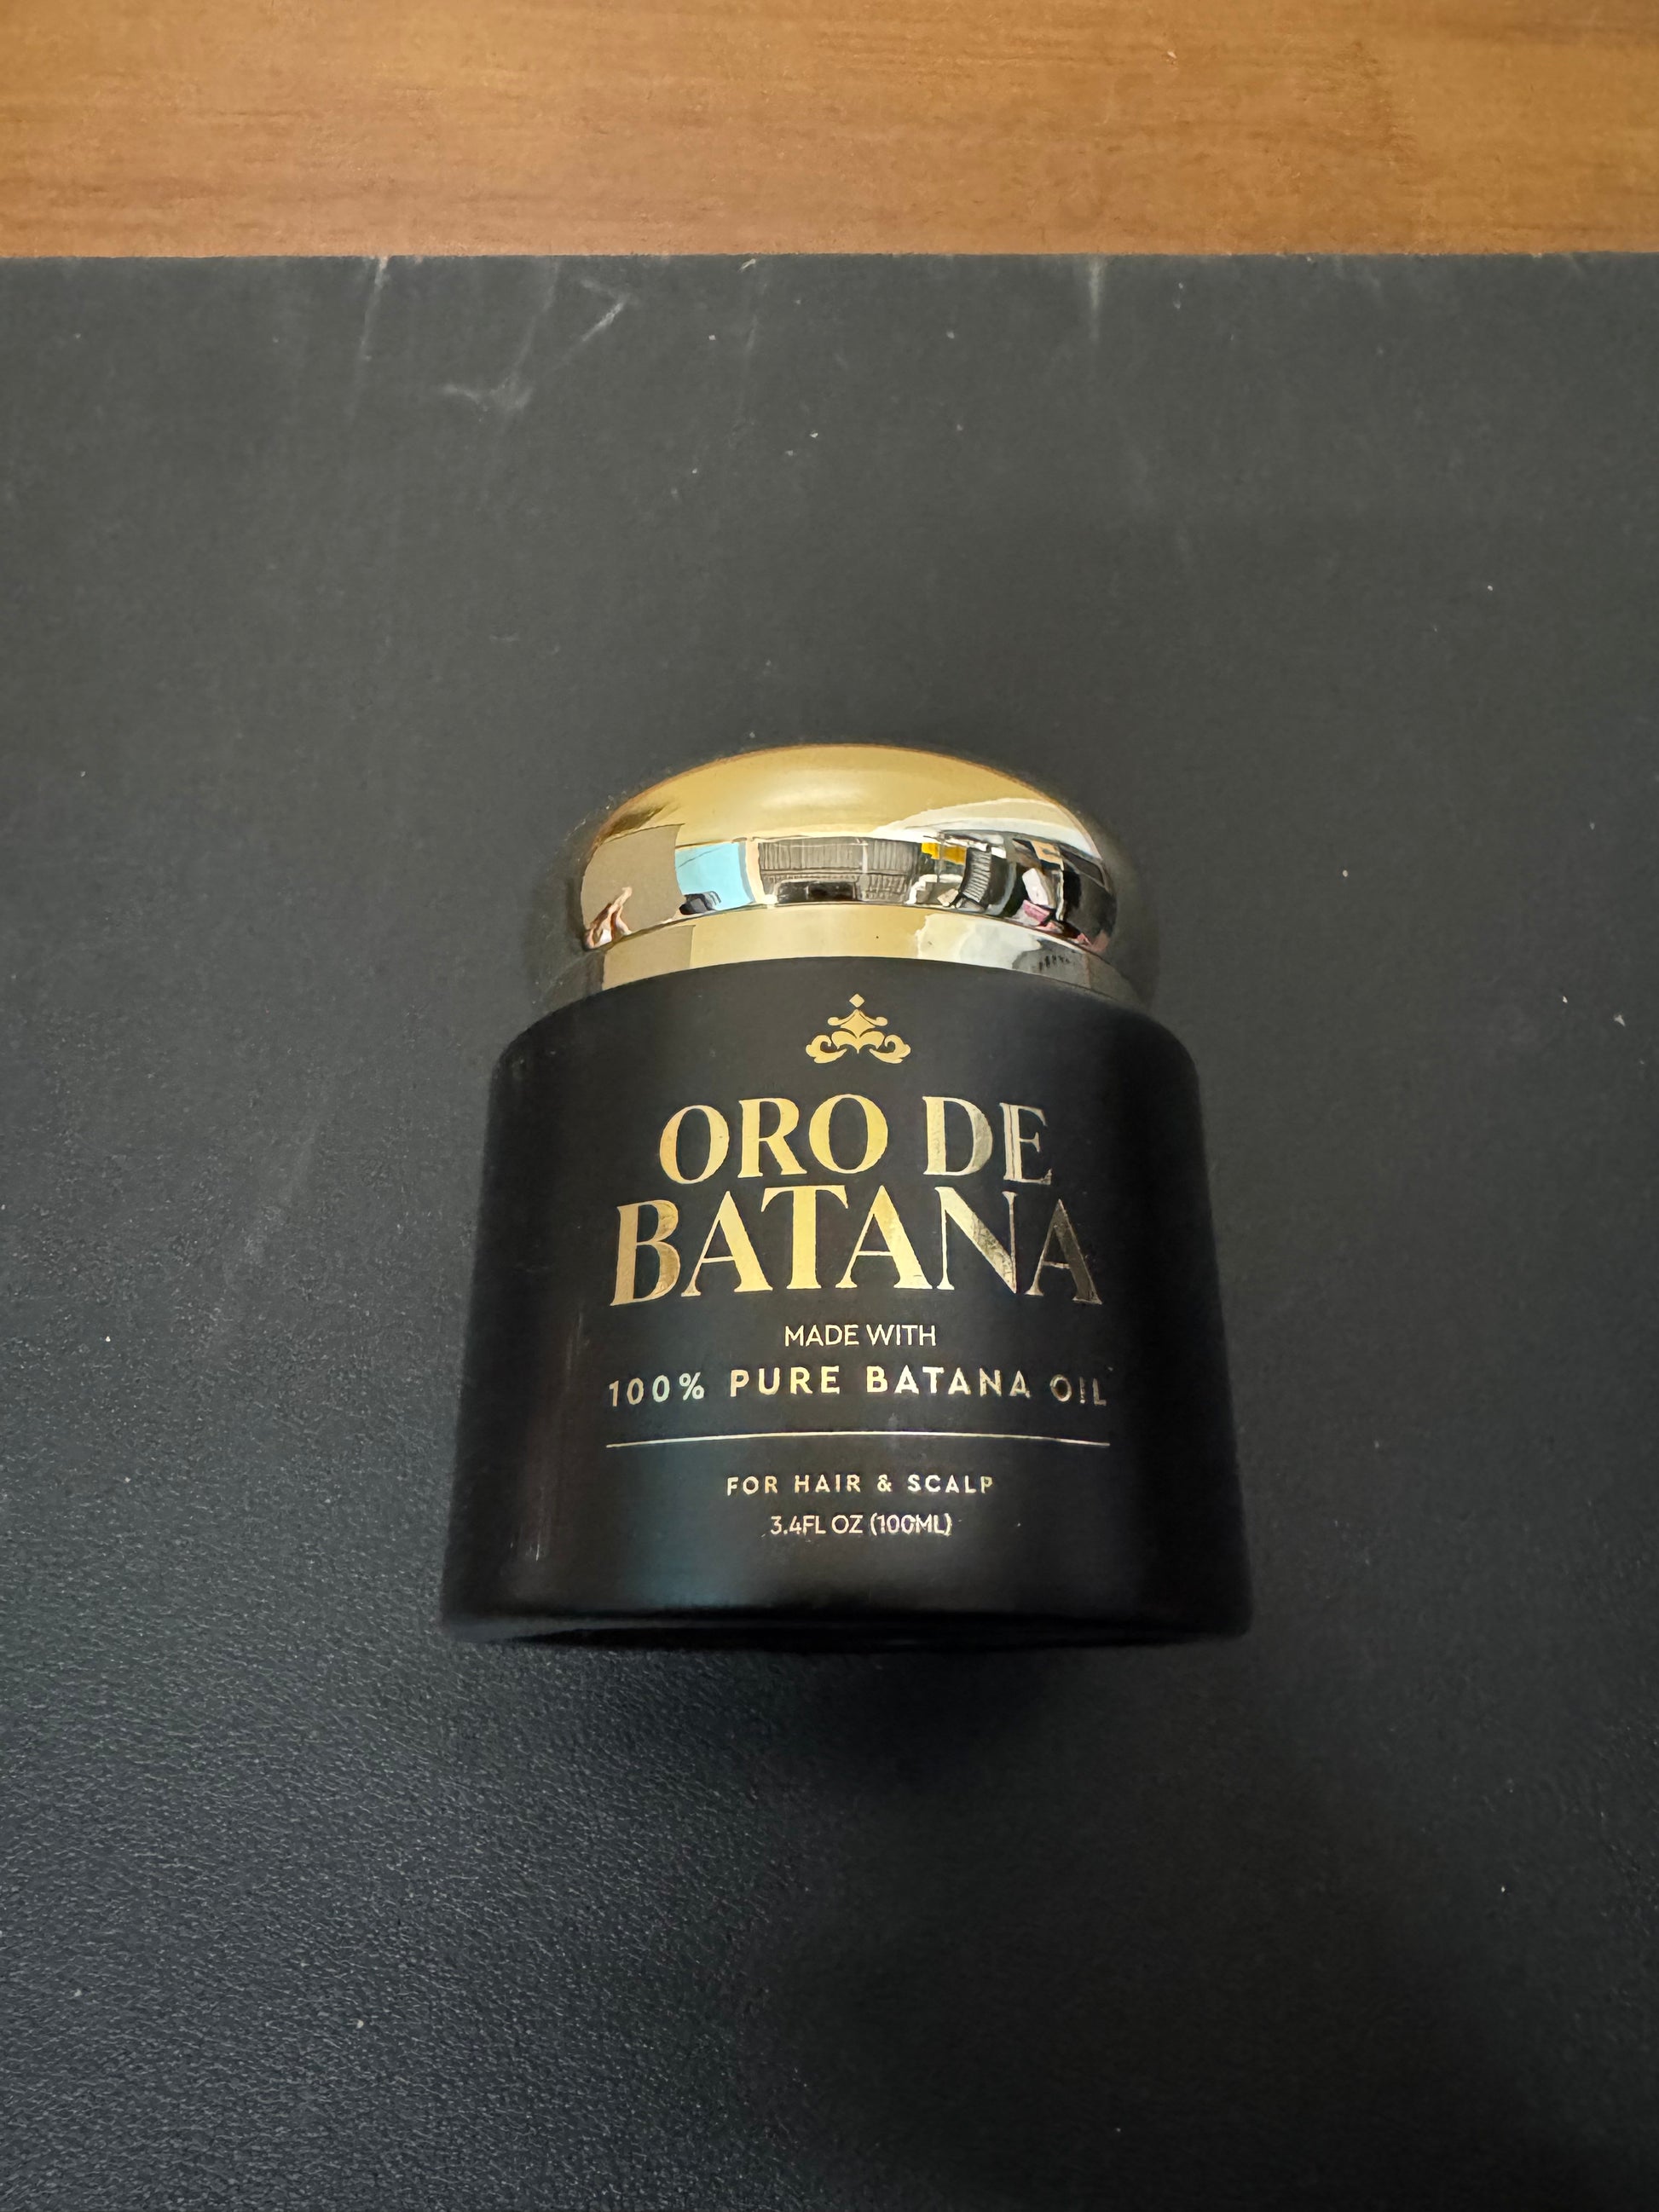 ORO DE
BATANA
MADE WITH
100% PURE BATANA OIL
FOR HAIR & SCALP
3.4FL OZ (100ML)